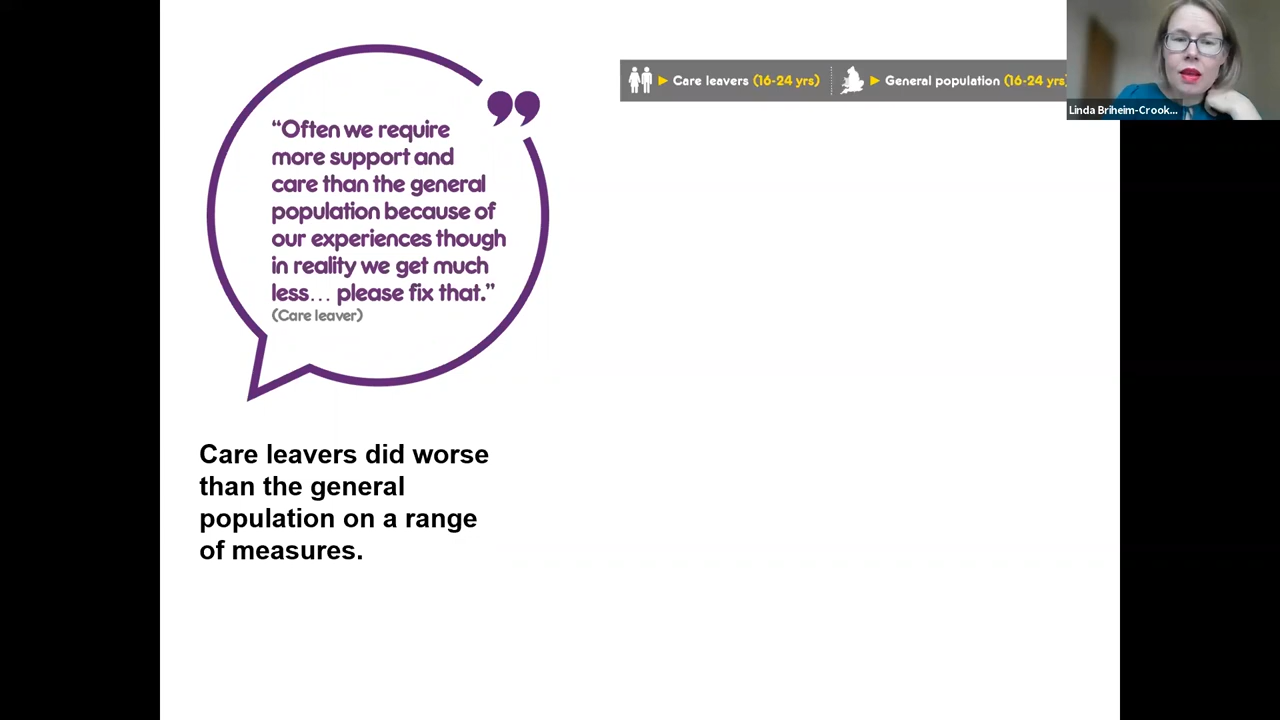 “Often we require
more support and
care than the general
population because of
our experiences though
in reality we get much
less… please fix that.”
(Care leaver)
Care leavers did worse
than the general
population on a range
of measures.
Care leavers (16-24 yrs)
General population (16-24 yrs
Linda Briheim-Crook...